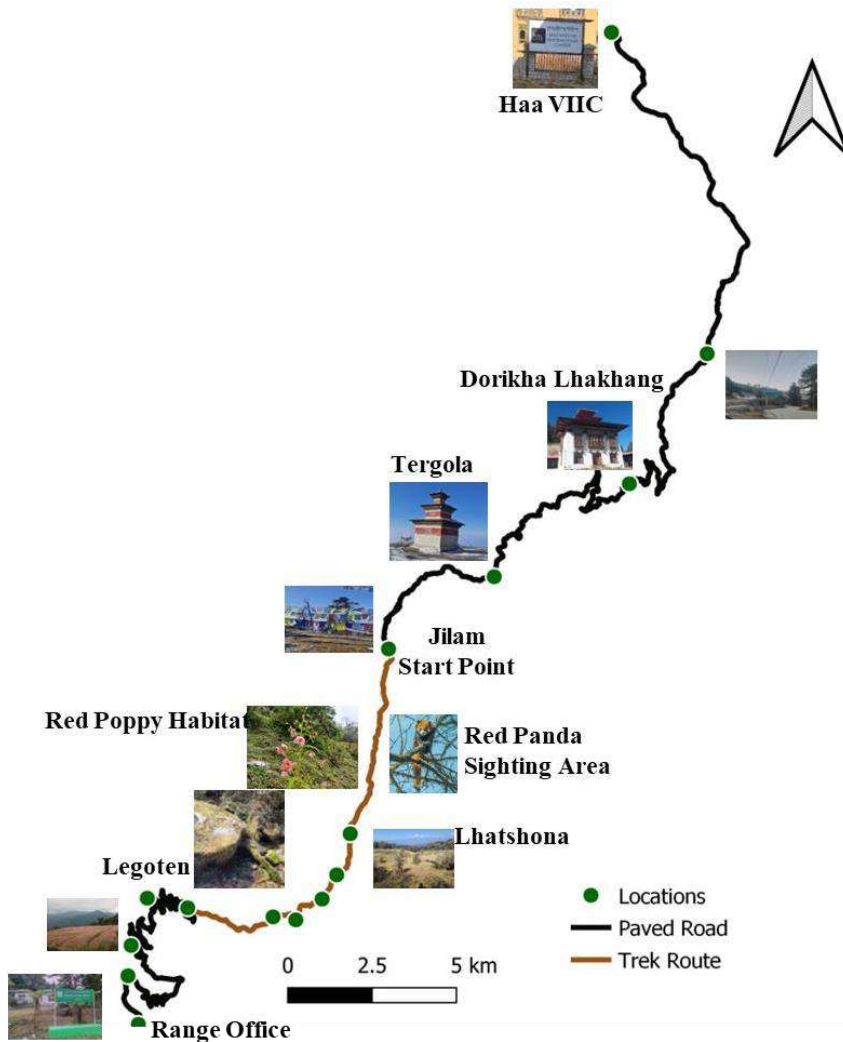 Haa VIIC
Dorikha Lhakhang
Tergola
Jilam
Start Point
Red Poppy Habitat
Red Panda
Sighting Area
Lhatshona
Legoten
Locations
Paved Road
Trek Route
0 2.5 5 km
Range Office